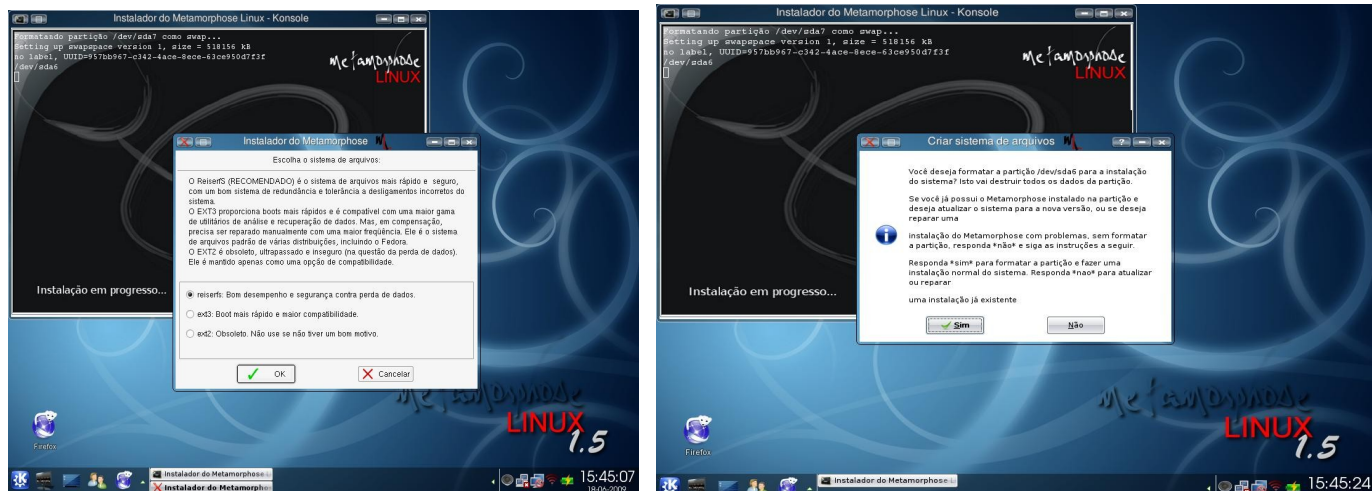 Instalador do Metamorphose Linux - Konsole
Formatando partição /dev/sda7 como swap...
Setting up swapspace version 1, size = 518156 kB
no label, UUID=957bb967-c342-4ace-8ece-63ce950d7f3f
/dev/sda6
Metamorphose
LINUX
Instalador do Metamorphose
Escolha o sistema de arquivos:
O ReiserfS (RECOMENDADO) é o sistema de arquivos mais rápido e seguro,
com um bom sistema de redundância e tolerância a desligamentos incorretos do
sistema.
O EXT3 proporciona boots mais rápidos e é compatível com uma maior gama
de utilitários de análise e recuperação de dados. Mas, em compensação,
precisa ser reparado manualmente com uma maior freqüência. Ele é o sistema
de arquivos padrão de várias distribuições, incluindo o Fedora.
O EXT2 é obsoleto, ultrapassado e inseguro (na questão da perda de dados).
Ele é mantido apenas como uma opção de compatibilidade.
reiserfs: Bom desempenho e segurança contra perda de dados.
ext3: Boot mais rápido e maior compatibilidade.
ext2: Obsoleto. Não use se não tiver um bom motivo.
OK
Cancelar
Instalação em progresso...
Metamorphose
LINUX
1.5
Firefox
Instalador do Metamorphose L
Instalador do Metamorpho
15:45:07
18-06-2009
Instalador do Metamorphose Linux - Konsole
Formatando partição /dev/sda7 como swap...
Setting up swapspace version 1, size = 518156 kB
no label, UUID=957bb967-c342-4ace-8ece-63ce950d7f3f
/dev/sda6
Metamorphose
LINUX
Criar sistema de arquivos
Você deseja formatar a partição /dev/sda6 para a instalação
do sistema? Isto vai destruir todos os dados da partição.
Se você já possui o Metamorphose instalado na partição e
deseja atualizar o sistema para a nova versão, ou se deseja
reparar uma
instalação do Metamorphose com problemas, sem formatar
a partição, responda *não* e siga as instruções a seguir.
Responda *sim* para formatar a partição e fazer uma
instalação normal do sistema. Responda *nao* para atualizar
ou reparar
uma instalação já existente
Sim
Não
Instalação em progresso...
Metamorphose
LINUX
1.5
Firefox
Instalador do Metamorphose L
15:45:24